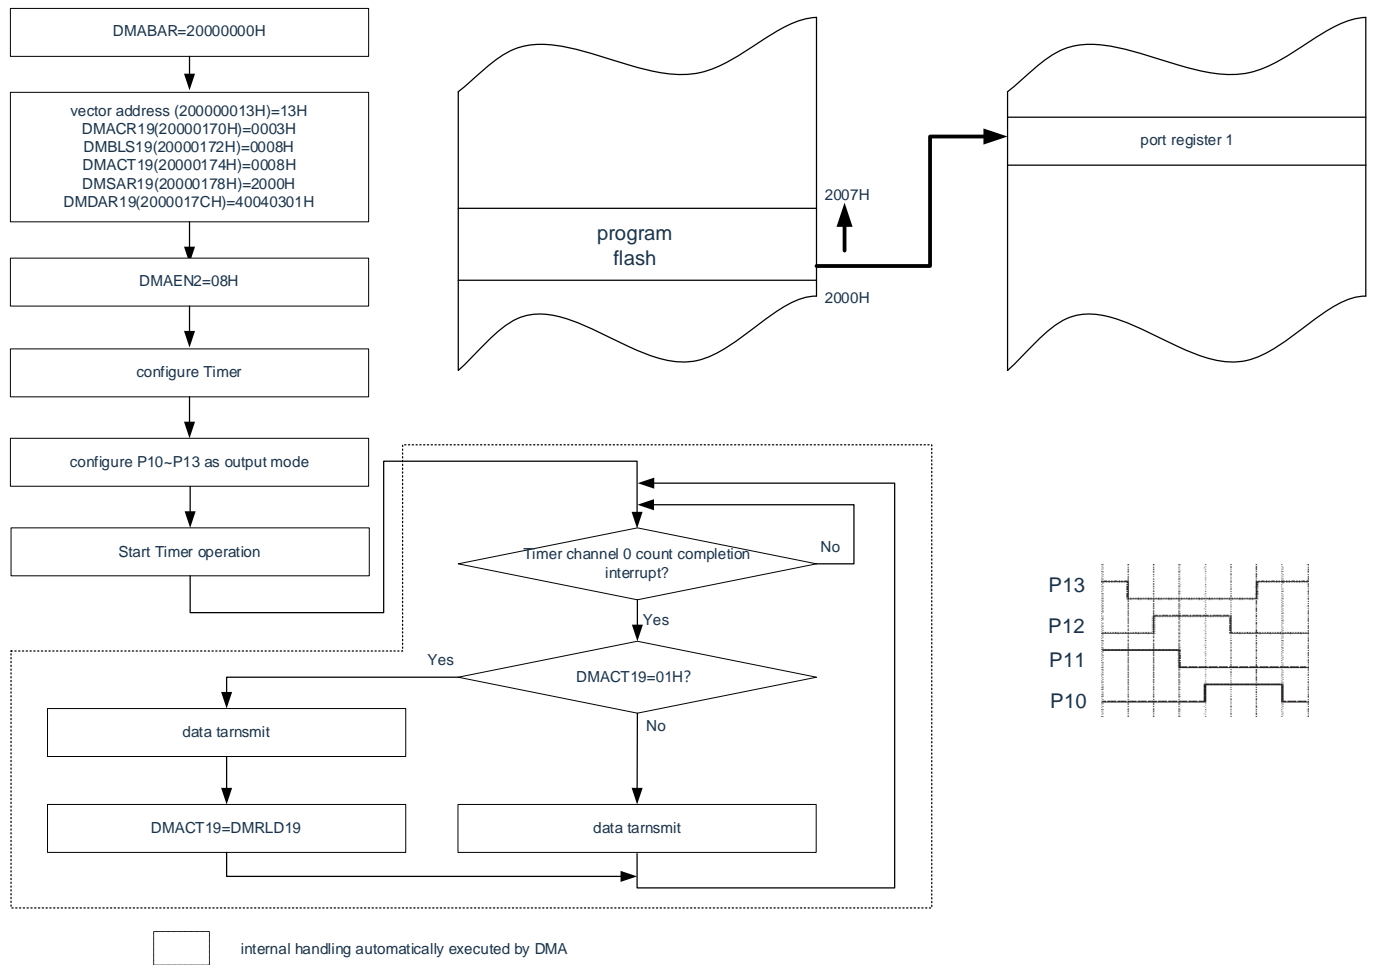 DMABAR=20000000H
vector address (200000013H)=13H
DMACR19(20000170H)=0003H
DMBLS19(20000172H)=0008H
DMACT19(20000174H)=0008H
DMSAR19(20000178H)=2000H
DMDAR19(2000017CH)=40040301H
DMAEN2=08H
configure Timer
configure P10~P13 as output mode
Start Timer operation
program
flash
2007H
2000H
port register 1
Timer channel 0 count completion
interrupt?
No
Yes
DMACT19=01H?
Yes
No
data tarnsmit
DMACT19=DMRLD19
data tarnsmit
P13
P12
P11
P10
internal handling automatically executed by DMA